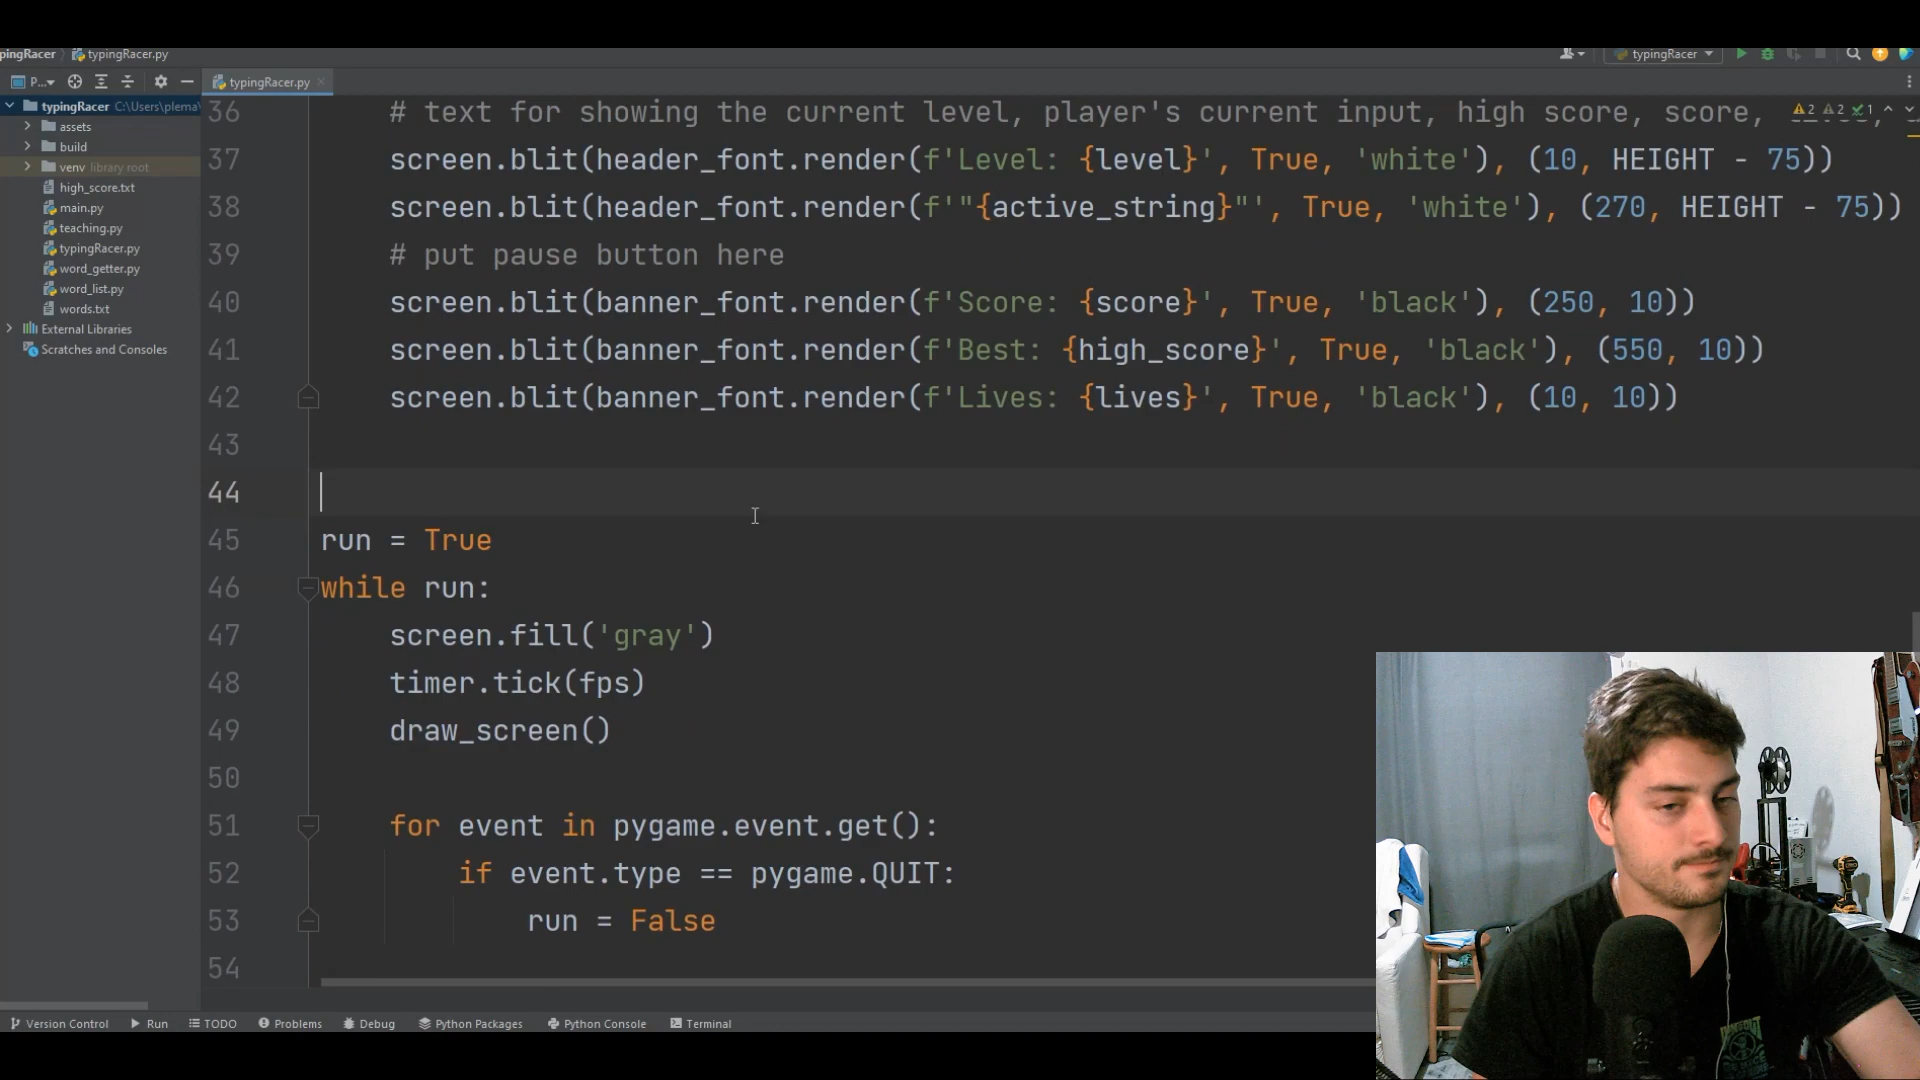 pingRacer
typingRacer.py
typingRacer
P...
typingRacer.py
typingRacer C:\Users\plema\
assets
build
venv library root
high_score.txt
main.py
teaching.py
typingRacer.py
word_getter.py
word_list.py
words.txt
External Libraries
Scratches and Consoles
2 2 1
36 # text for showing the current level, player's current input, high score, score,
37 screen.blit(header_font.render(f'Level: {level}', True, 'white'), (10, HEIGHT - 75))
38 screen.blit(header_font.render(f'"{active_string}"', True, 'white'), (270, HEIGHT - 75))
39 # put pause button here
40 screen.blit(banner_font.render(f'Score: {score}', True, 'black'), (250, 10))
41 screen.blit(banner_font.render(f'Best: {high_score}', True, 'black'), (550, 10))
42 screen.blit(banner_font.render(f'Lives: {lives}', True, 'black'), (10, 10))
43
44
45 run = True
46 while run:
47 screen.fill('gray')
48 timer.tick(fps)
49 draw_screen()
50
51 for event in pygame.event.get():
52 if event.type == pygame.QUIT:
53 run = False
54
Version Control
Run
TODO
Problems
Debug
Python Packages
Python Console
Terminal